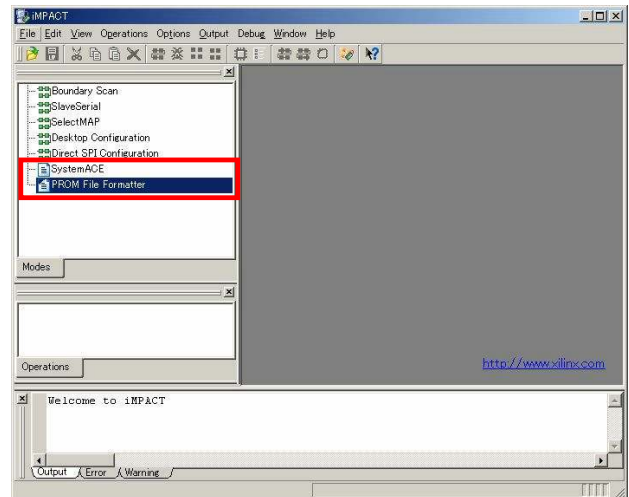 iMPACT
File Edit View Operations Options Output Debug Window Help
Boundary Scan
SlaveSerial
SelectMAP
Desktop Configuration
Direct SPI Configuration
SystemACE
PROM File Formatter
Modes
Operations
http://www.xilinx.com
Welcome to iMPACT
Output Error Warning